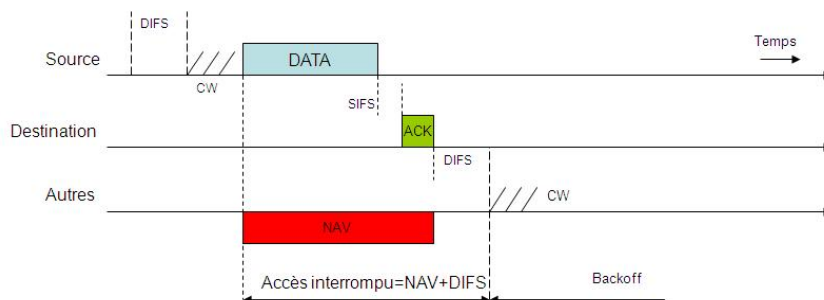 DIFS
Temps
Source
DATA
CW
SIFS
Destination
ACK
DIFS
Autres
CW
NAV
Accès interrompu=NAV+DIFS
Backoff